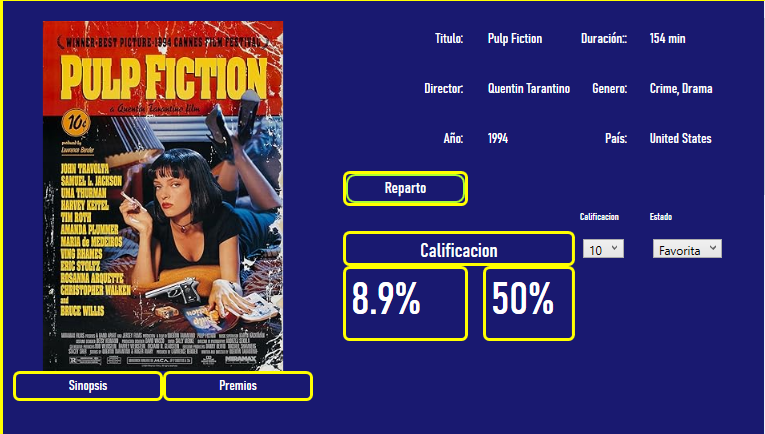 WINNER-BEST PICTURE-1994 CANNES FILM FESTIVAL
PULP FICTION
a Quentin Tarantino film
10¢
produced by
Lawrence Bender
JOHN TRAVOLTA
SAMUEL L. JACKSON
UMA THURMAN
HARVEY KEITEL
TIM ROTH
AMANDA PLUMMER
MARIA de MEDEIROS
VING RHAMES
ERIC STOLTZ
ROSANNA ARQUETTE
CHRISTOPHER WALKEN
and
BRUCE WILLIS
R
MCA
MIRAMAX
Sinopsis
Premios
Titulo: Pulp Fiction Duración:: 154 min
Director: Quentin Tarantino Genero: Crime, Drama
Año: 1994 País: United States
Reparto
Calificacion Estado
Calificacion 10 Favorita
8.9% 50%